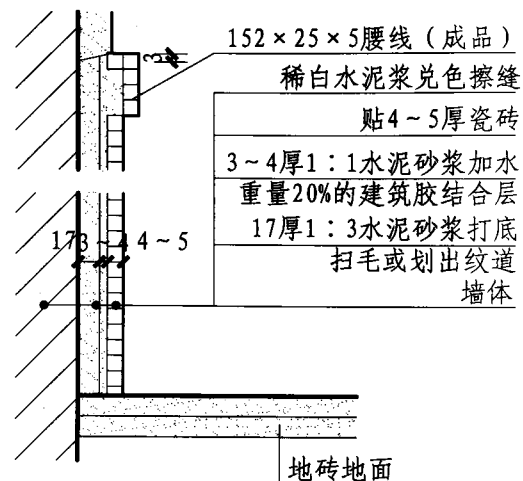 152×25×5腰线（成品）
3
稀白水泥浆兑色擦缝
贴4~5厚瓷砖
3~4厚1：1水泥砂浆加水
重量20%的建筑胶结合层
17厚1：3水泥砂浆打底
扫毛或划出纹道
墙体
17 3~4 4~5
地砖地面